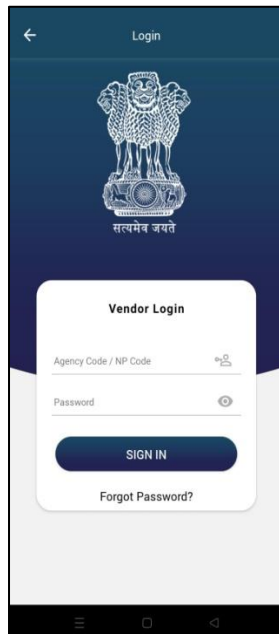 Login
सत्यमेव जयते
Vendor Login
Agency Code / NP Code
Password
SIGN IN
Forgot Password?